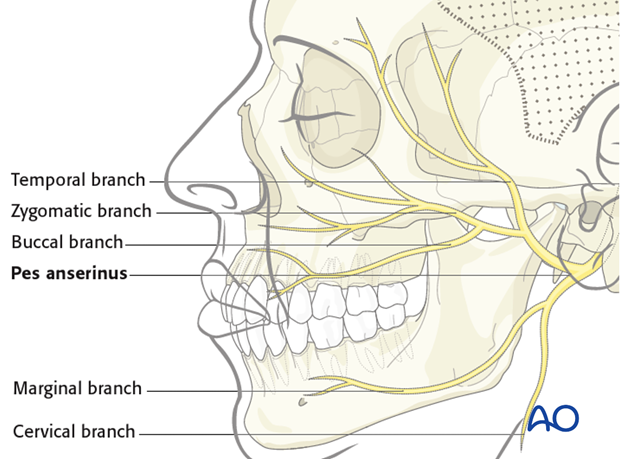 Temporal branch
Zygomatic branch
Buccal branch
Pes anserinus
Marginal branch
Cervical branch
AO